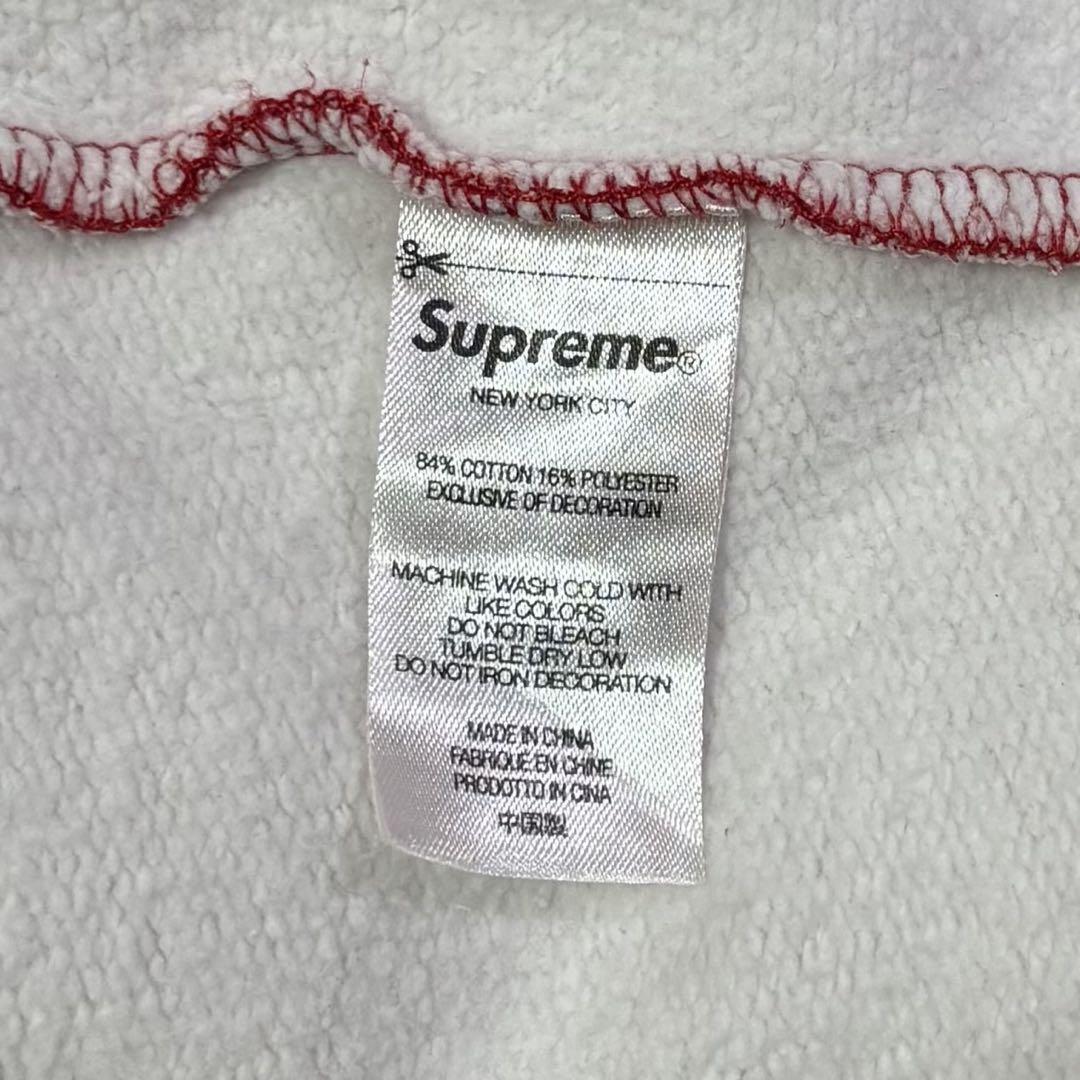 Supreme®
NEW YORK CITY
84% COTTON 16% POLYESTER
EXCLUSIVE OF DECORATION
MACHINE WASH COLD WITH
LIKE COLORS
DO NOT BLEACH
TUMBLE DRY LOW
DO NOT IRON DECORATION
MADE IN CHINA
FABRIQUE EN CHINE
PRODOTTO IN CINA
中国製